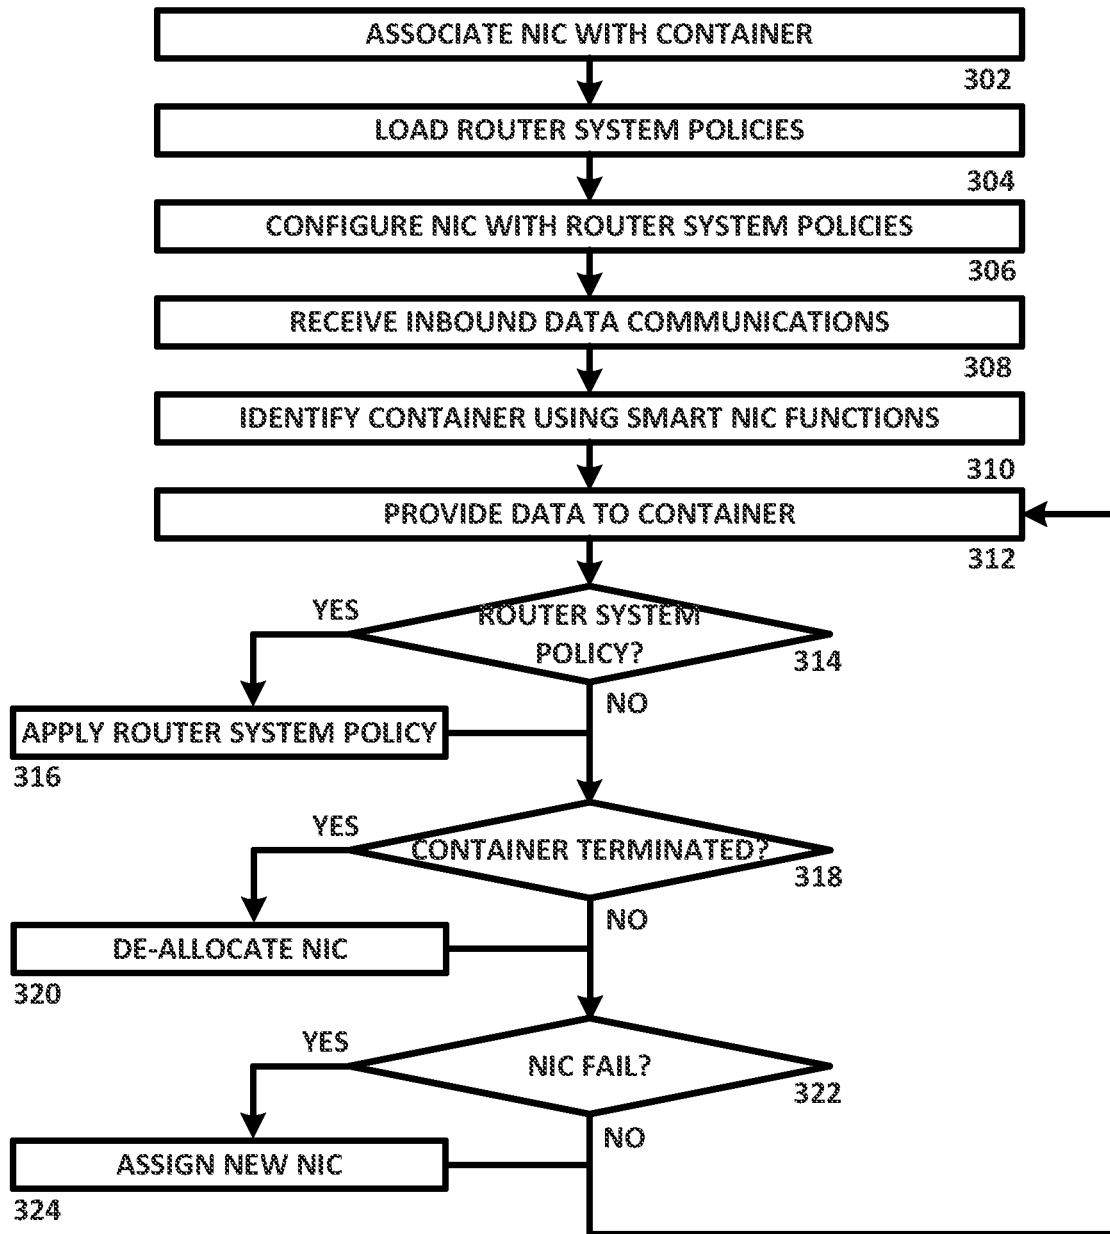 ASSOCIATE NIC WITH CONTAINER
302
LOAD ROUTER SYSTEM POLICIES
304
CONFIGURE NIC WITH ROUTER SYSTEM POLICIES
306
RECEIVE INBOUND DATA COMMUNICATIONS
308
IDENTIFY CONTAINER USING SMART NIC FUNCTIONS
310
PROVIDE DATA TO CONTAINER
312
YES
ROUTER SYSTEM
POLICY?
314
NO
APPLY ROUTER SYSTEM POLICY
316
YES
CONTAINER TERMINATED?
318
NO
DE-ALLOCATE NIC
320
YES
NIC FAIL?
322
NO
ASSIGN NEW NIC
324